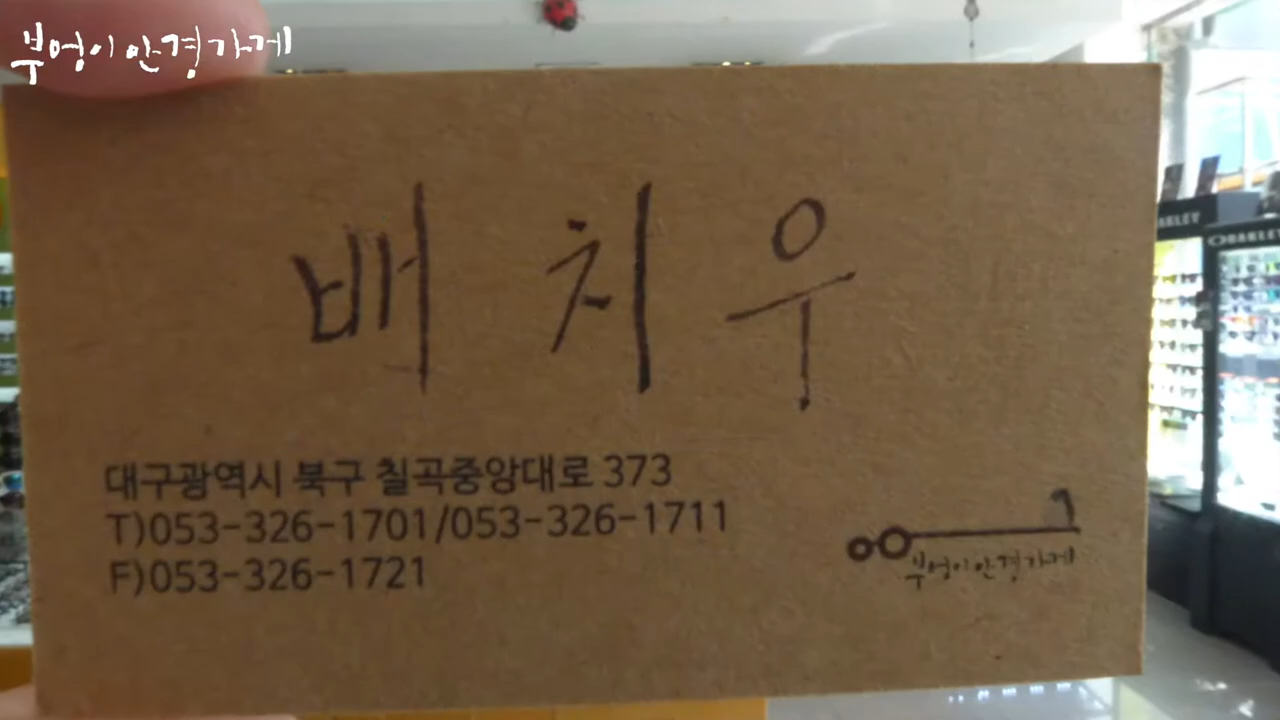 부엉이안경가게
배 치 우
대구광역시 북구 칠곡중앙대로 373
T)053-326-1701/053-326-1711
F)053-326-1721
부엉이안경가게
OAKLEY